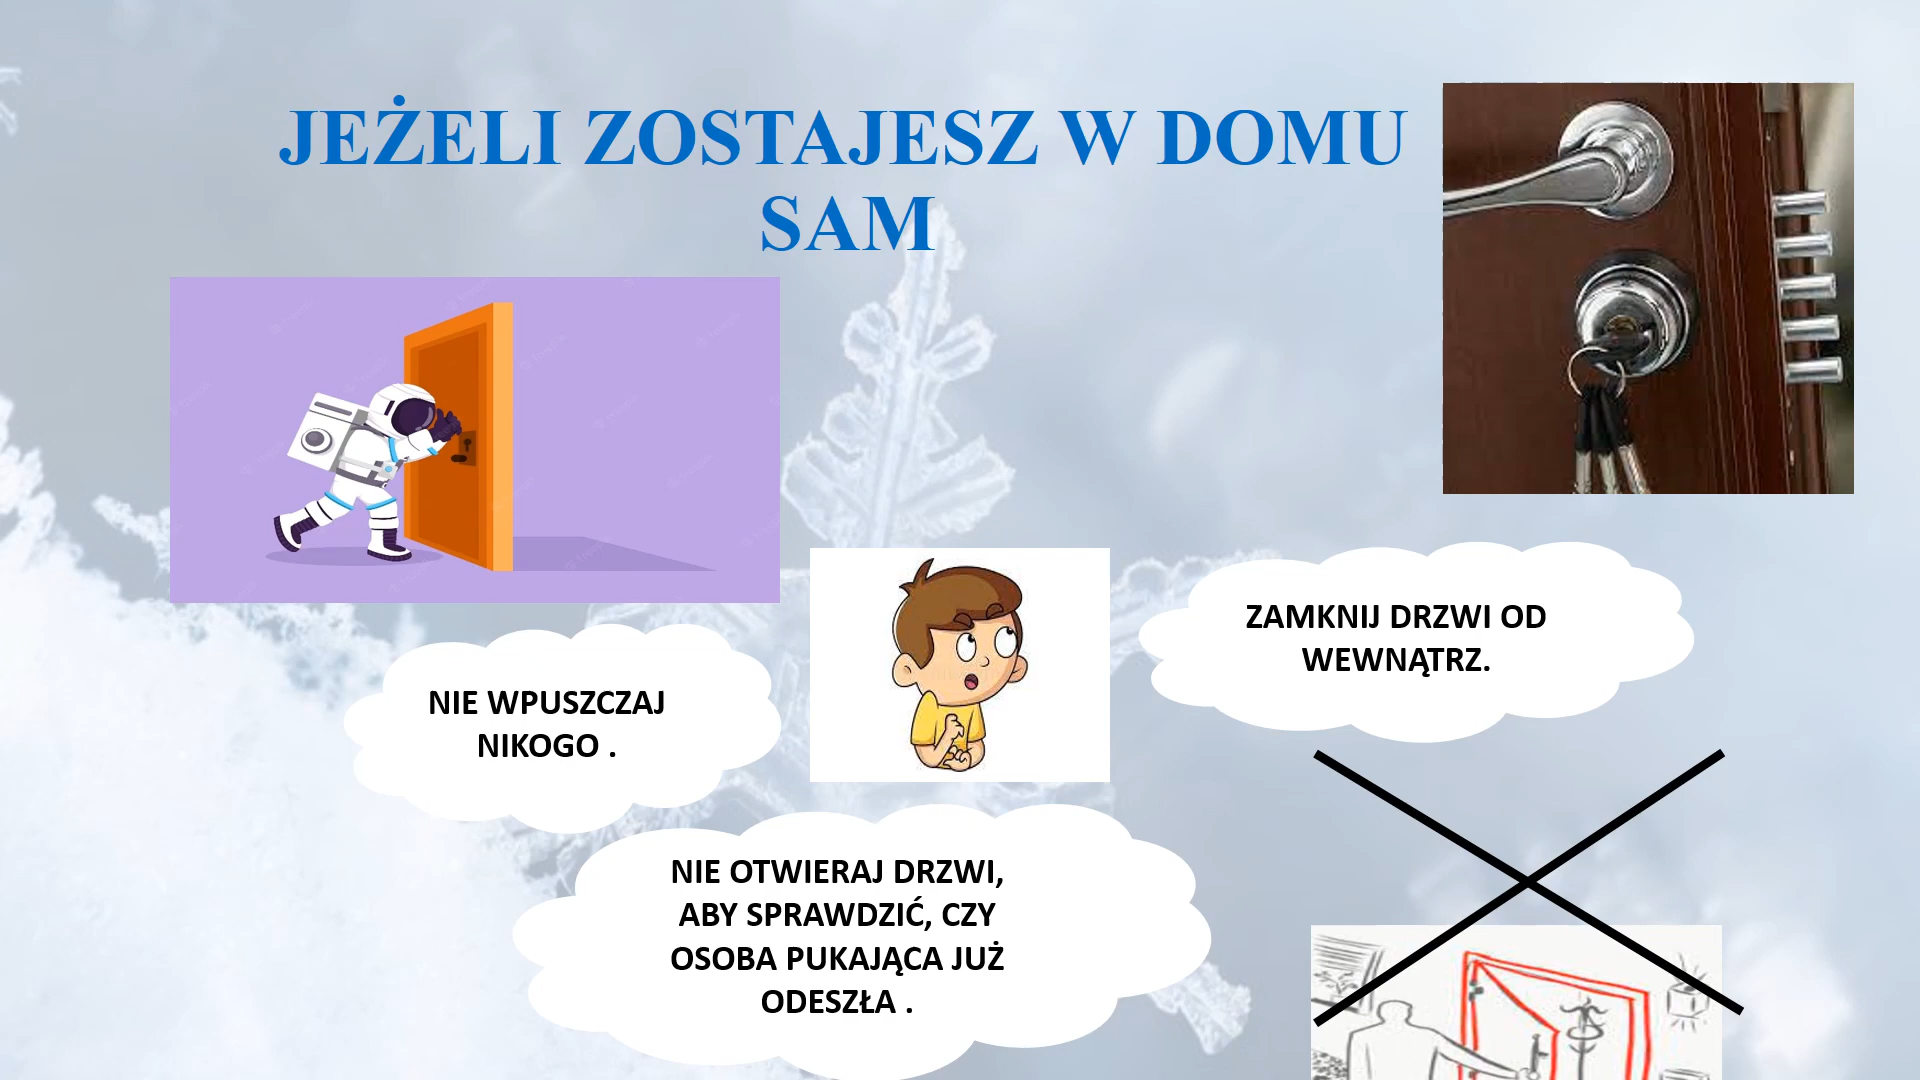 JEŻELI ZOSTAJESZ W DOMU
SAM
ZAMKNIJ DRZWI OD
WEWNĄTRZ.
NIE WPUSZCZAJ
NIKOGO .
NIE OTWIERAJ DRZWI,
ABY SPRAWDZIĆ, CZY
OSOBA PUKAJĄCA JUŻ
ODESZŁA .